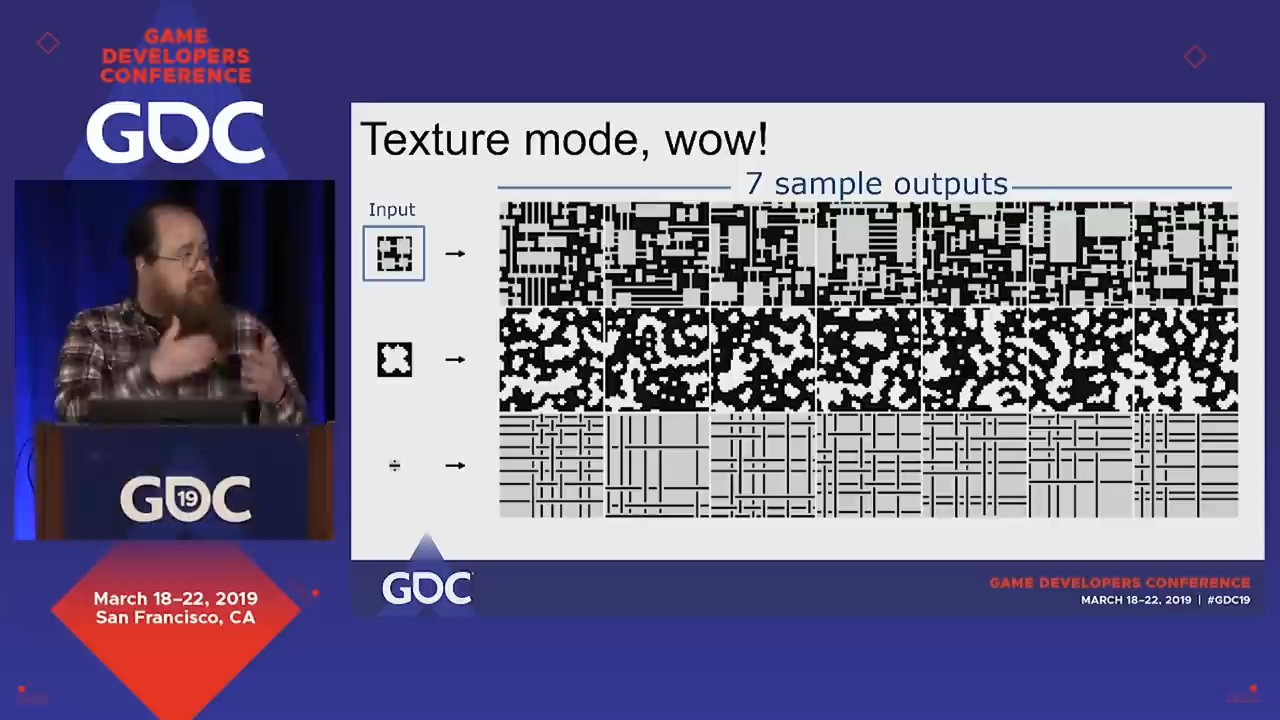 GAME
DEVELOPERS
CONFERENCE
GDC
Texture mode, wow!
7 sample outputs
Input
GDC
19
March 18–22, 2019
San Francisco, CA
GDC
GAME DEVELOPERS CONFERENCE
MARCH 18–22, 2019 | #GDC19